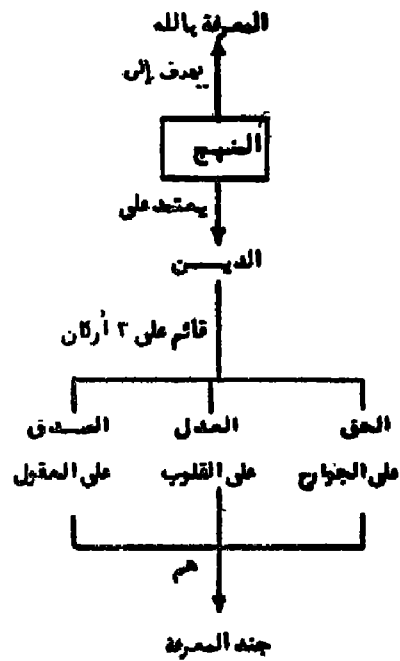 المعرفة بالله
يهدف إلى
المنهج
يعتمد على
الديـــن
قائم على ٣ أركان
الحق العدل الصدق
على الجوارح على القلوب على العقول
هم
جند المعرفة